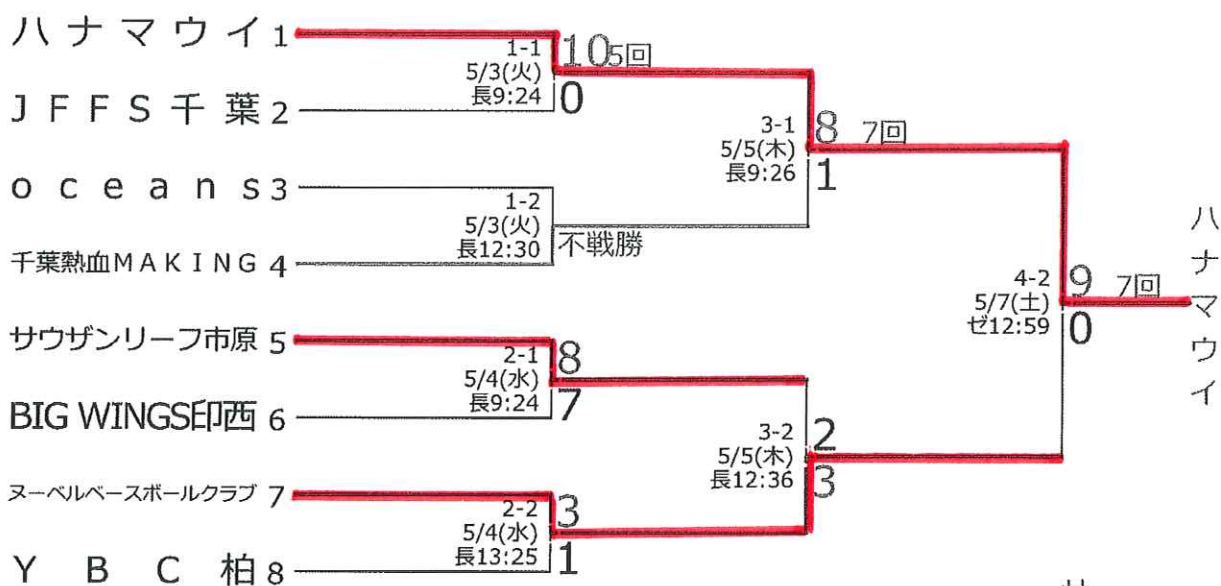 ハナマウイ 1
1-1
5/3(火)
長9:24
10 5回
0
JFFS千葉 2
3-1
5/5(木)
長9:26
8 7回
1
oceans 3
1-2
5/3(火)
長12:30
不戦勝
千葉熱血MAKING 4
4-2
5/7(土)
ゼ12:59
9 7回
0
ハナマウイ
サウザンリーフ市原 5
2-1
5/4(水)
長9:24
8
7
BIG WINGS印西 6
3-2
5/5(木)
長12:36
2
3
ヌーベルベースボールクラブ 7
2-2
5/4(水)
長13:25
3
1
YBC柏 8